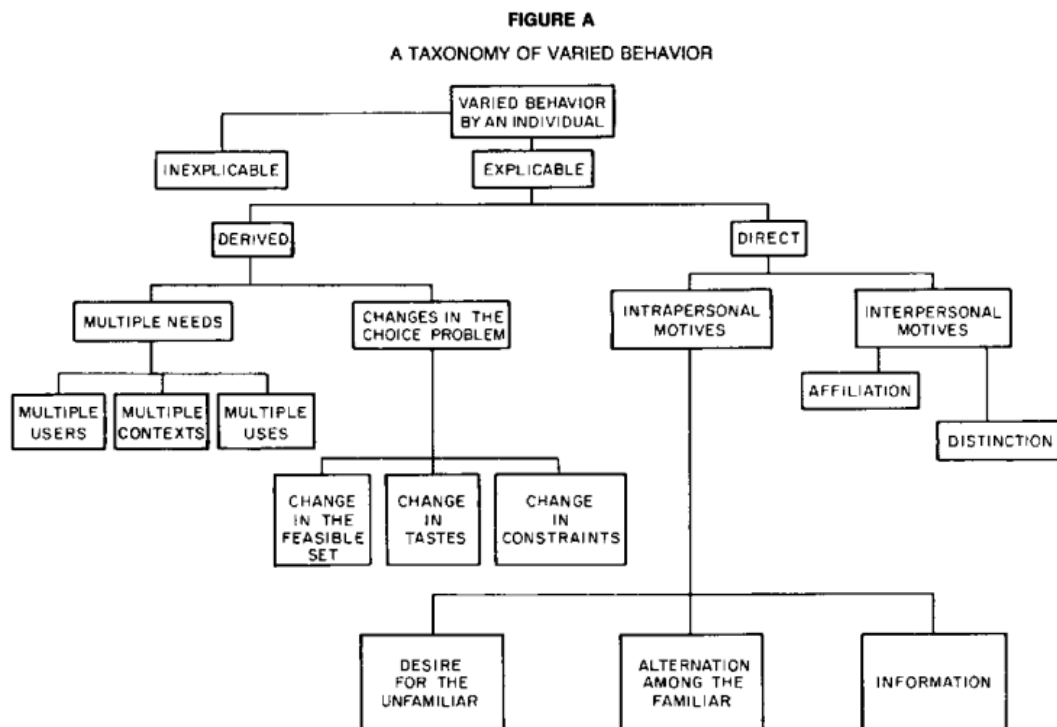 FIGURE A
A TAXONOMY OF VARIED BEHAVIOR
VARIED BEHAVIOR
BY AN INDIVIDUAL
INEXPLICABLE
EXPLICABLE
DERIVED
DIRECT
MULTIPLE NEEDS
CHANGES IN THE
CHOICE PROBLEM
INTRAPERSONAL
MOTIVES
INTERPERSONAL
MOTIVES
MULTIPLE
USERS
MULTIPLE
CONTEXTS
MULTIPLE
USES
AFFILIATION
DISTINCTION
CHANGE
IN THE
FEASIBLE
SET
CHANGE
IN
TASTES
CHANGE
IN
CONSTRAINTS
DESIRE
FOR THE
UNFAMILIAR
ALTERNATION
AMONG THE
FAMILIAR
INFORMATION